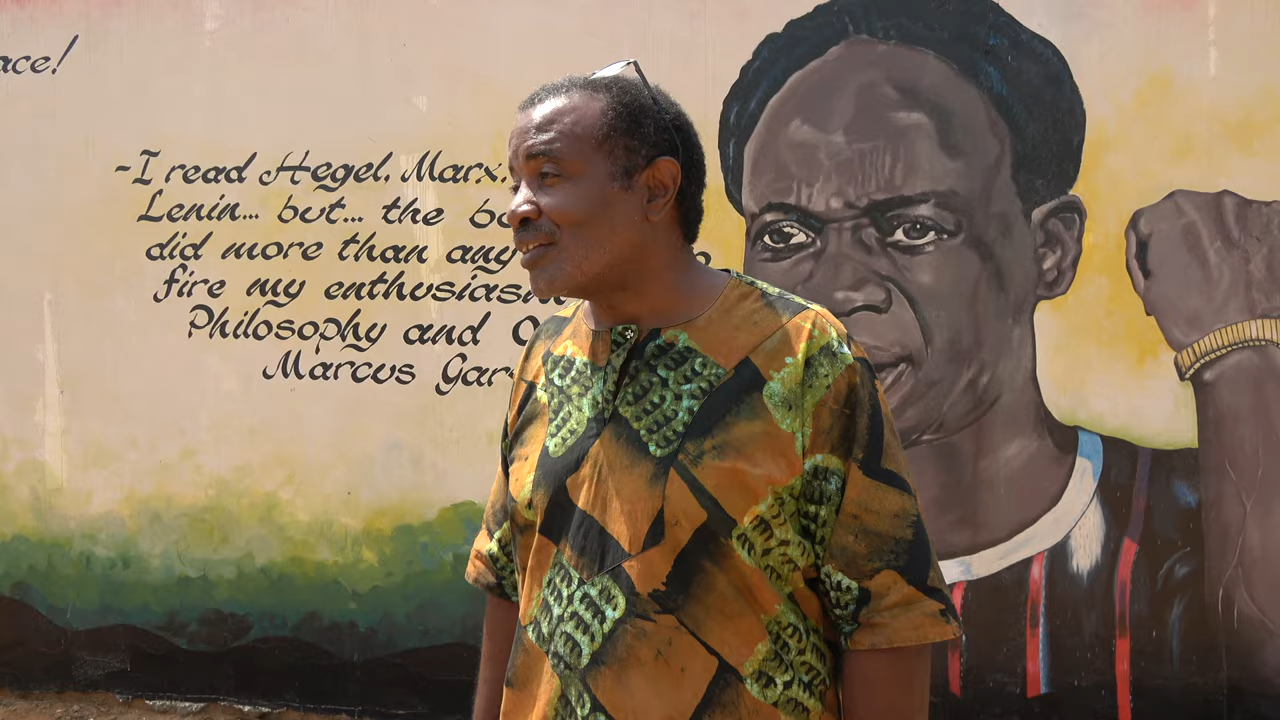 ace!
-I read Hegel, Marx,
Lenin... but... the
did more than any
fire my enthusiasm
Philosophy and
Marcus